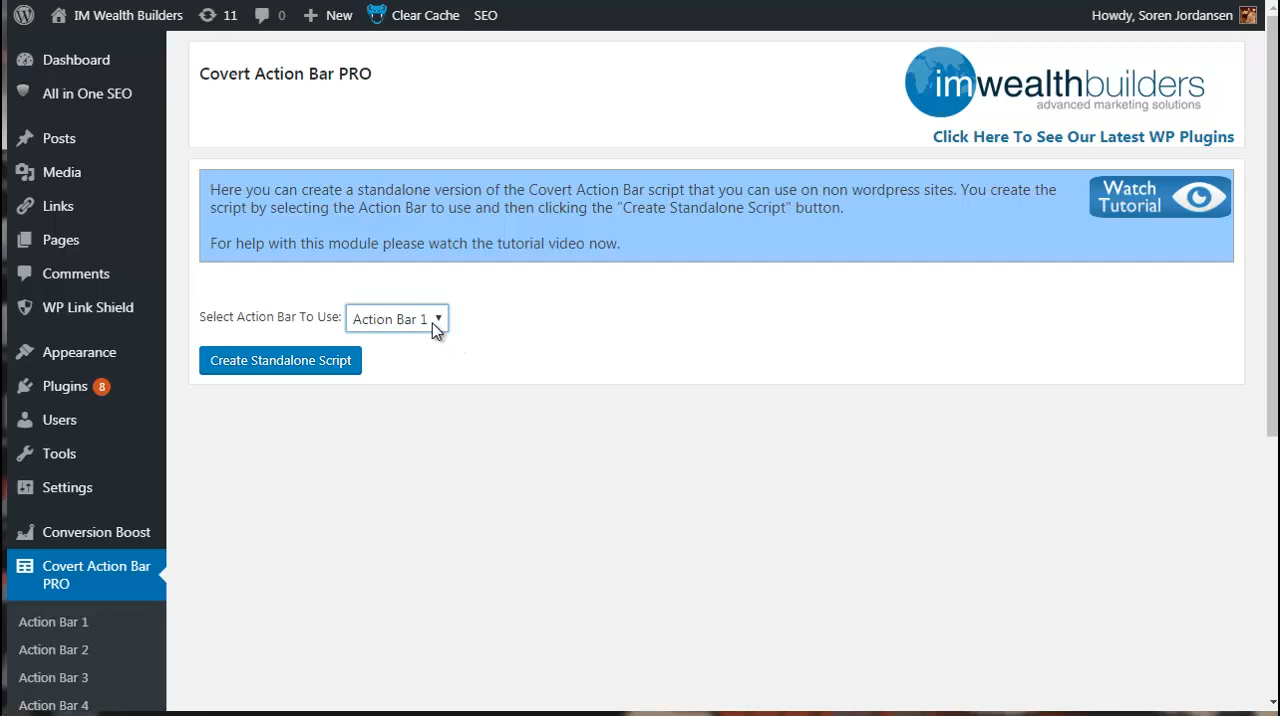 IM Wealth Builders 11 0 New Clear Cache SEO Howdy, Soren Jordansen
Dashboard
All in One SEO
Posts
Media
Links
Pages
Comments
WP Link Shield
Appearance
Plugins 8
Users
Tools
Settings
Conversion Boost
Covert Action Bar
PRO
Action Bar 1
Action Bar 2
Action Bar 3
Action Bar 4
Covert Action Bar PRO
imwealthbuilders
advanced marketing solutions
Click Here To See Our Latest WP Plugins
Here you can create a standalone version of the Covert Action Bar script that you can use on non wordpress sites. You create the
script by selecting the Action Bar to use and then clicking the "Create Standalone Script" button.
For help with this module please watch the tutorial video now.
Watch
Tutorial
Select Action Bar To Use: Action Bar 1
Create Standalone Script